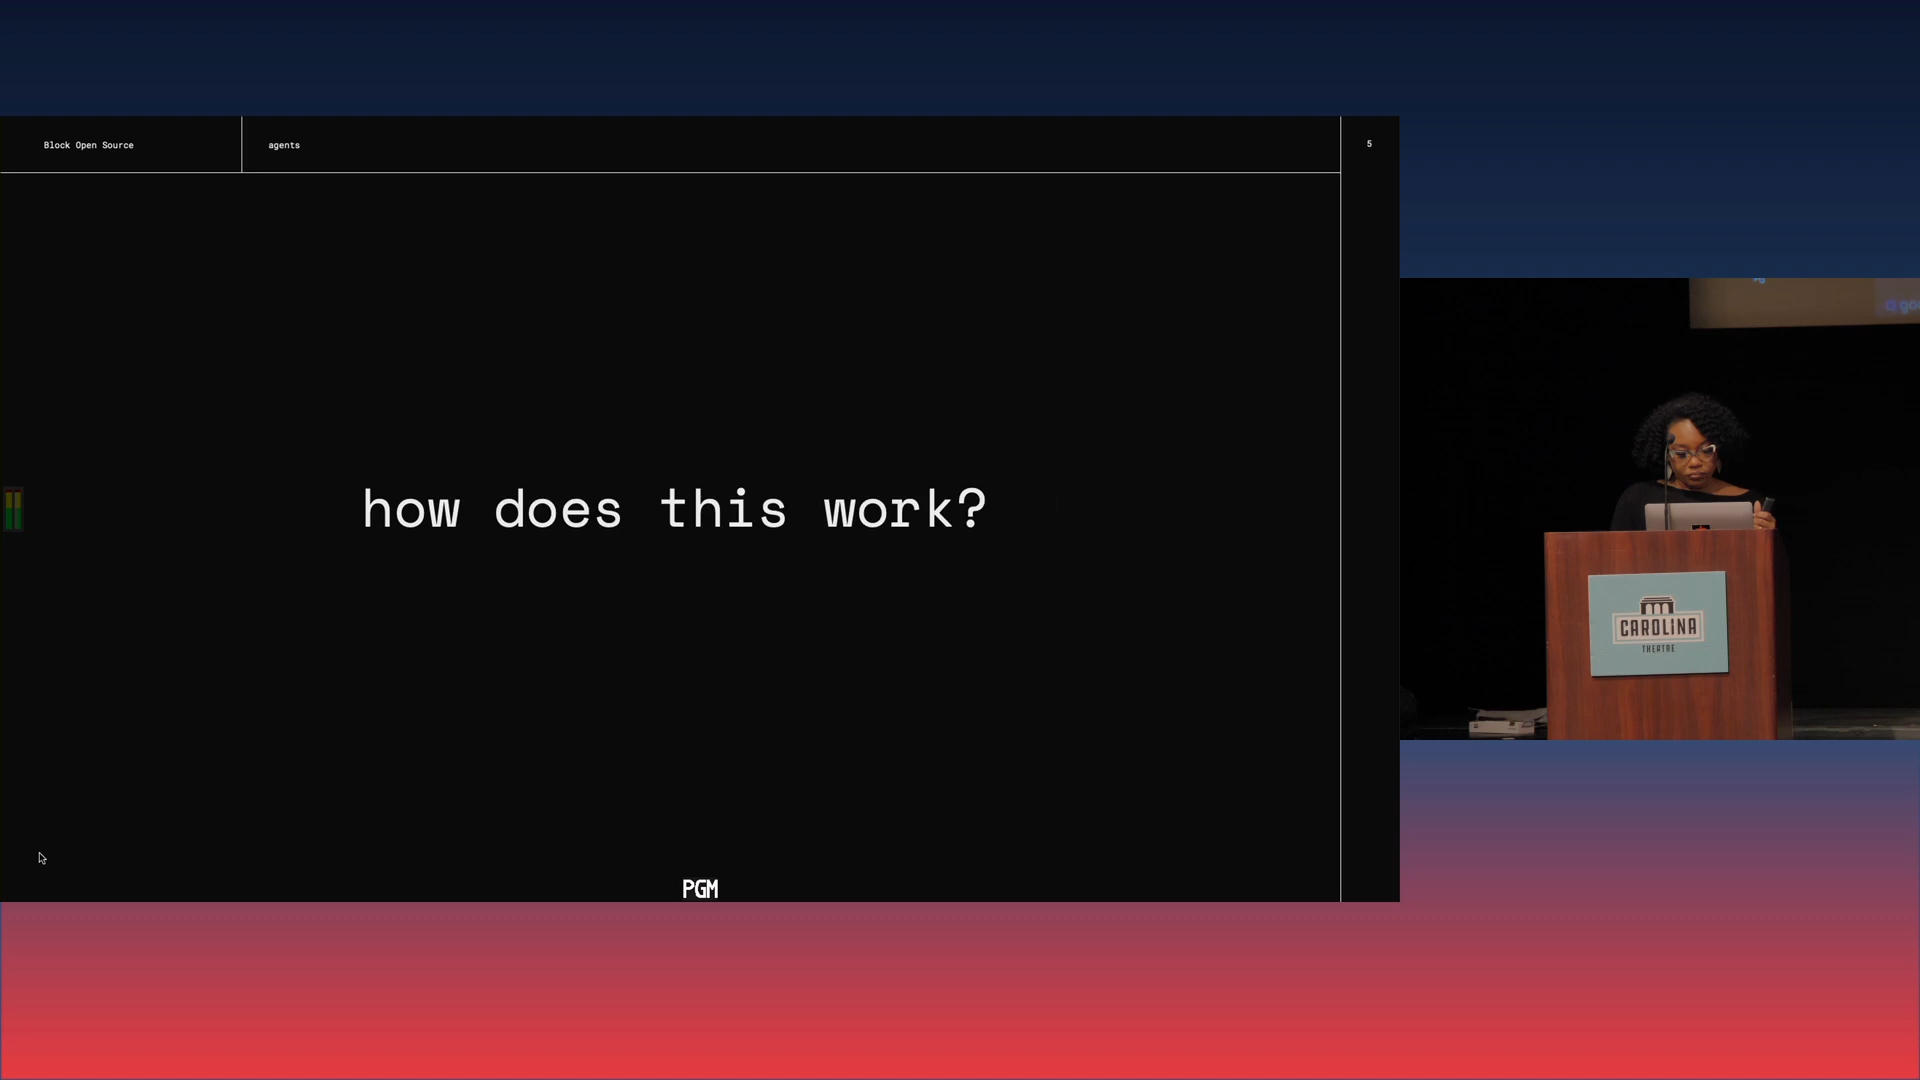 Block Open Source
agents
5
how does this work?
PGM
CAROLINA
THEATRE